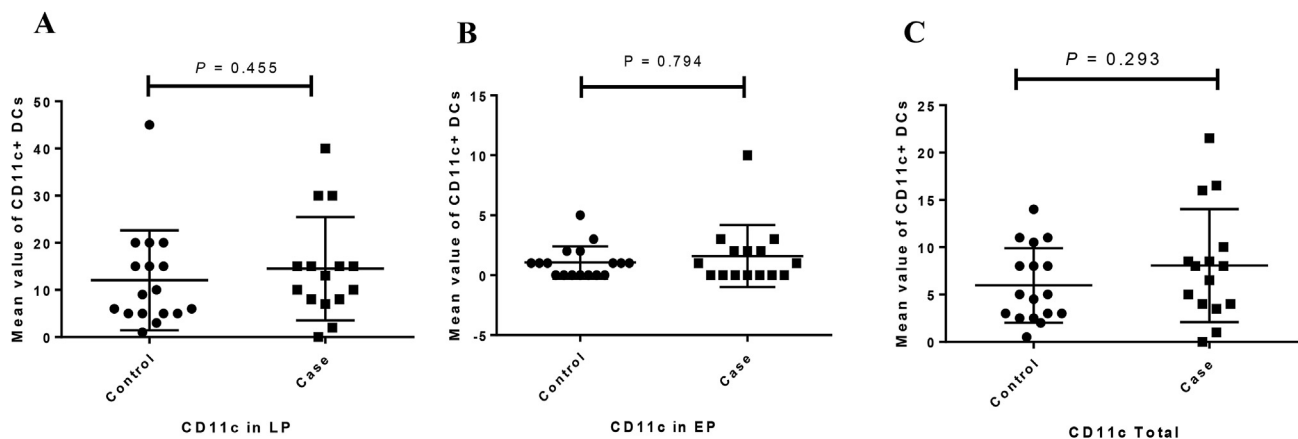 A
P = 0.455
Mean value of CD11c+ DCs
50
40
30
20
10
0
Control
Case
CD11c in LP
B
P = 0.794
Mean value of CD11c+ DCs
15
10
5
0
-5
Control
Case
CD11c in EP
C
P = 0.293
Mean value of CD11c+ DCs
25
20
15
10
5
0
Control
Case
CD11c Total